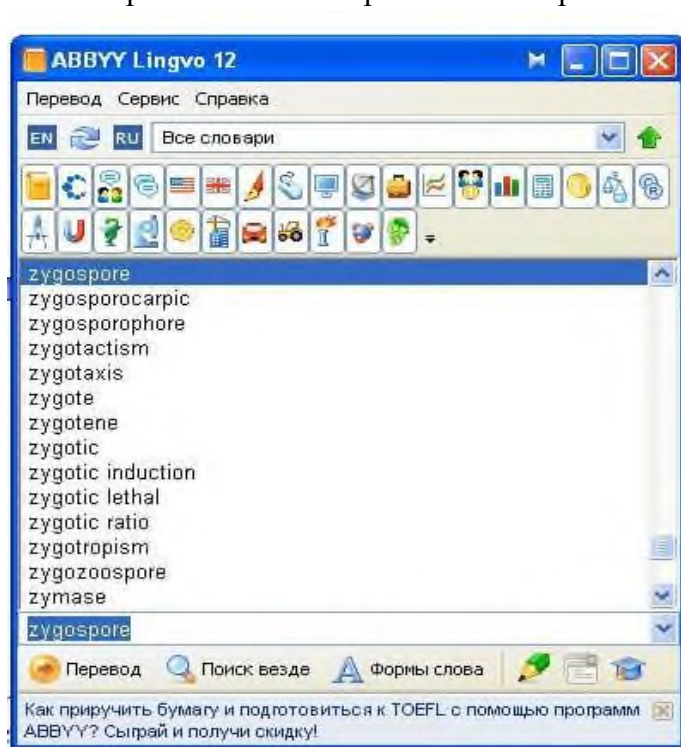 ABBYY Lingvo 12
Перевод Сервис Справка
EN RU Все словари
zygospore
zygosporocarpic
zygosporophore
zygotactism
zygotaxis
zygote
zygotene
zygotic
zygotic induction
zygotic lethal
zygotic ratio
zygotropism
zygozoospore
zymase
zygospore
Перевод Поиск везде Формы слова
Как приручить бумагу и подготовиться к TOEFL с помощью программ
ABBYY? Сыграй и получи скидку!